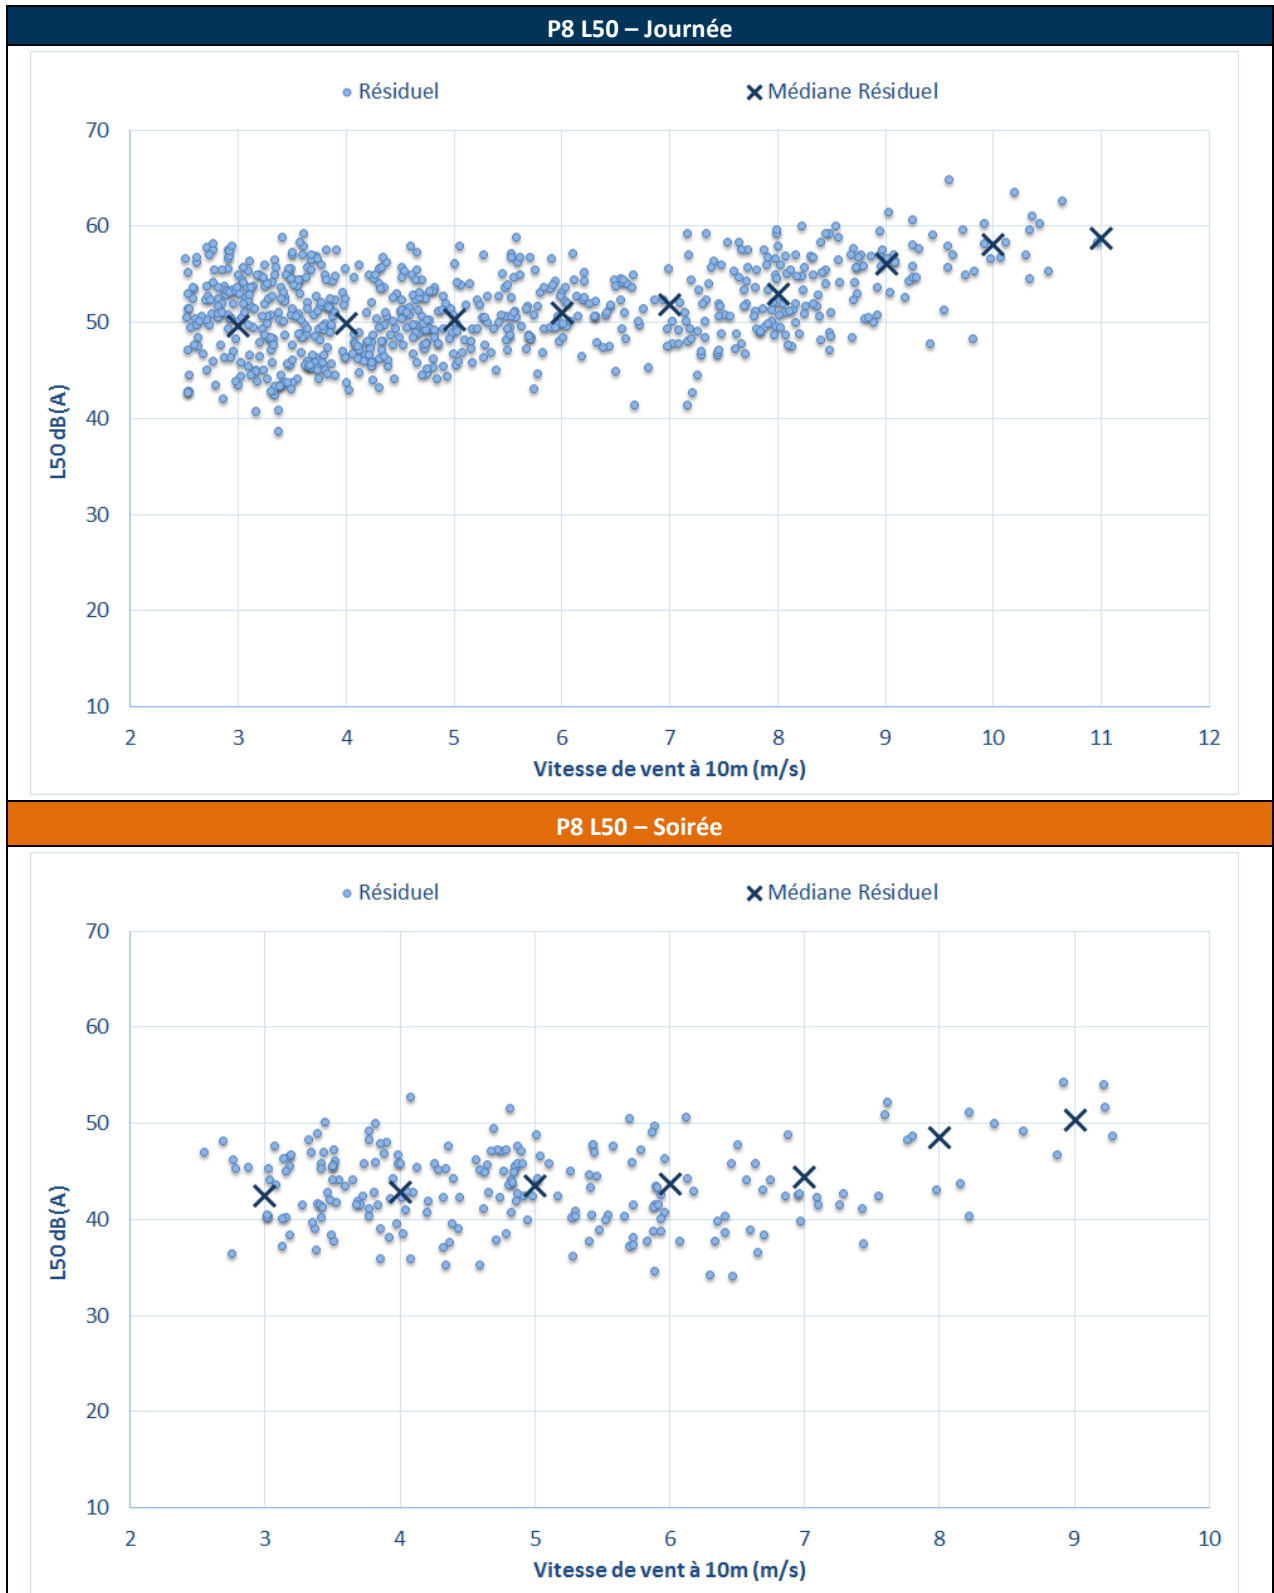 P8 L50 – Journée
Résiduel
Médiane Résiduel
70
60
50
40
30
20
10
L50 dB(A)
2 3 4 5 6 7 8 9 10 11 12
Vitesse de vent à 10m (m/s)
P8 L50 – Soirée
Résiduel
Médiane Résiduel
70
60
50
40
30
20
10
L50 dB(A)
2 3 4 5 6 7 8 9 10
Vitesse de vent à 10m (m/s)